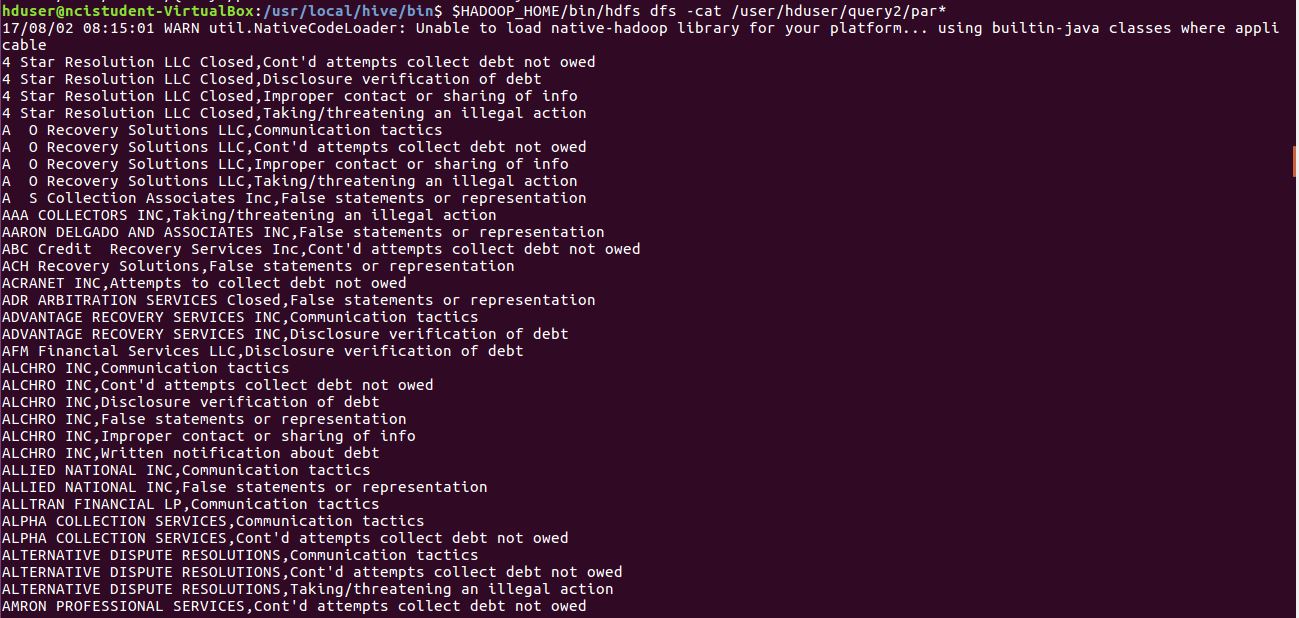 hduser@ncistudent-VirtualBox:/usr/local/hive/bin$ $HADOOP_HOME/bin/hdfs dfs -cat /user/hduser/query2/par*
17/08/02 08:15:01 WARN util.NativeCodeLoader: Unable to load native-hadoop library for your platform... using builtin-java classes where appli
cable
4 Star Resolution LLC Closed,Cont'd attempts collect debt not owed
4 Star Resolution LLC Closed,Disclosure verification of debt
4 Star Resolution LLC Closed,Improper contact or sharing of info
4 Star Resolution LLC Closed,Taking/threatening an illegal action
A  O Recovery Solutions LLC,Communication tactics
A  O Recovery Solutions LLC,Cont'd attempts collect debt not owed
A  O Recovery Solutions LLC,Improper contact or sharing of info
A  O Recovery Solutions LLC,Taking/threatening an illegal action
A  S Collection Associates Inc,False statements or representation
AAA COLLECTORS INC,Taking/threatening an illegal action
AARON DELGADO AND ASSOCIATES INC,False statements or representation
ABC Credit  Recovery Services Inc,Cont'd attempts collect debt not owed
ACH Recovery Solutions,False statements or representation
ACRANET INC,Attempts to collect debt not owed
ADR ARBITRATION SERVICES Closed,False statements or representation
ADVANTAGE RECOVERY SERVICES INC,Communication tactics
ADVANTAGE RECOVERY SERVICES INC,Disclosure verification of debt
AFM Financial Services LLC,Disclosure verification of debt
ALCHRO INC,Communication tactics
ALCHRO INC,Cont'd attempts collect debt not owed
ALCHRO INC,Disclosure verification of debt
ALCHRO INC,False statements or representation
ALCHRO INC,Improper contact or sharing of info
ALCHRO INC,Written notification about debt
ALLIED NATIONAL INC,Communication tactics
ALLIED NATIONAL INC,False statements or representation
ALLTRAN FINANCIAL LP,Communication tactics
ALPHA COLLECTION SERVICES,Communication tactics
ALPHA COLLECTION SERVICES,Cont'd attempts collect debt not owed
ALTERNATIVE DISPUTE RESOLUTIONS,Communication tactics
ALTERNATIVE DISPUTE RESOLUTIONS,Cont'd attempts collect debt not owed
ALTERNATIVE DISPUTE RESOLUTIONS,Taking/threatening an illegal action
AMRON PROFESSIONAL SERVICES,Cont'd attempts collect debt not owed